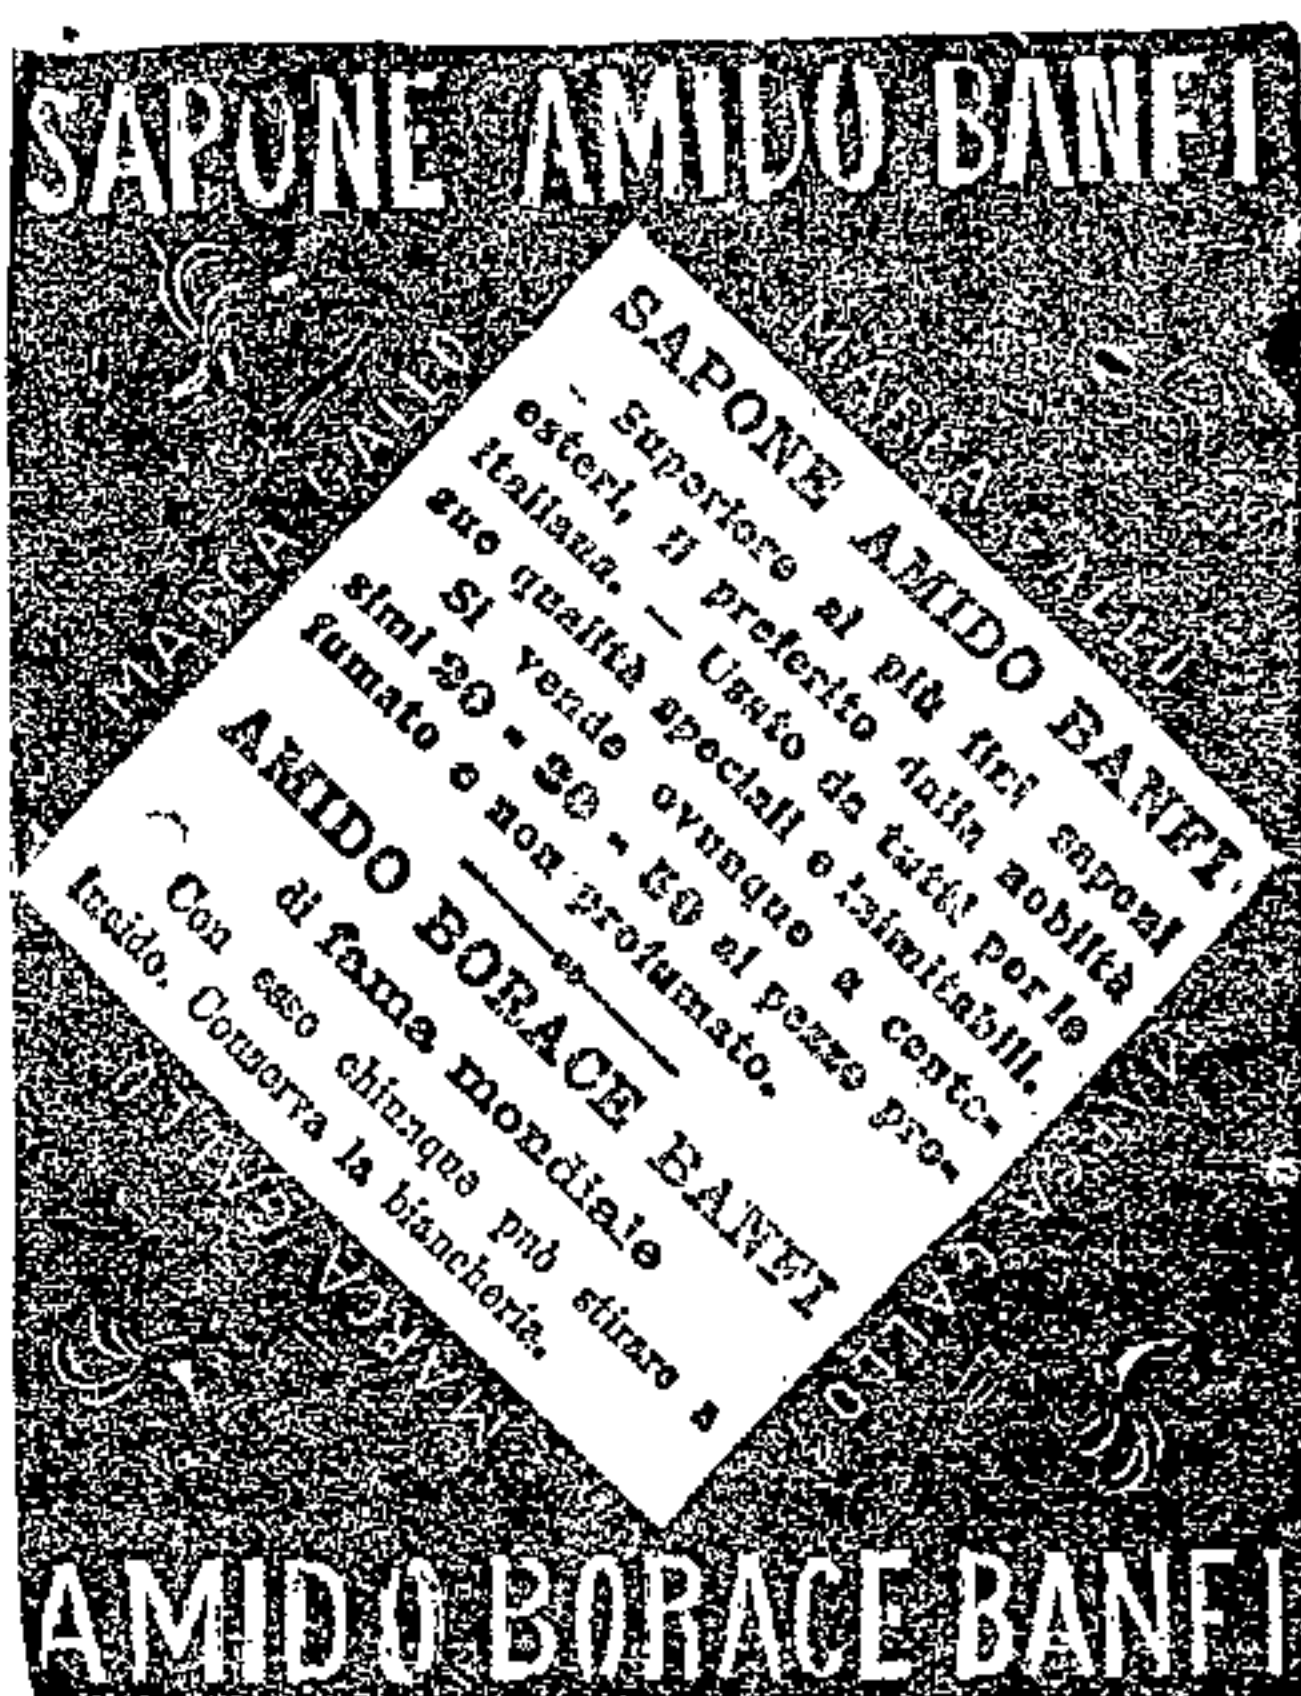 SAPONE AMIDO BANFI
MARCA GALLO
MARCA GALLO
SAPONE AMIDO BANFI
- Superiore ai più fini saponi
esteri, il preferito dalla nobiltà
italiana. — Usato da tutti per le
sue qualità speciali e inimitabili.
Si vende ovunque a cente-
simi 20 - 30 - 50 al pezzo pro-
fumato e non profumato.
AMIDO BORACE BANFI
di fama mondiale
Con esso chiunque può stirare a
lucido. Conserva la biancheria.
MARCA GALLO
MARCA GALLO
AMIDO BORACE BANFI